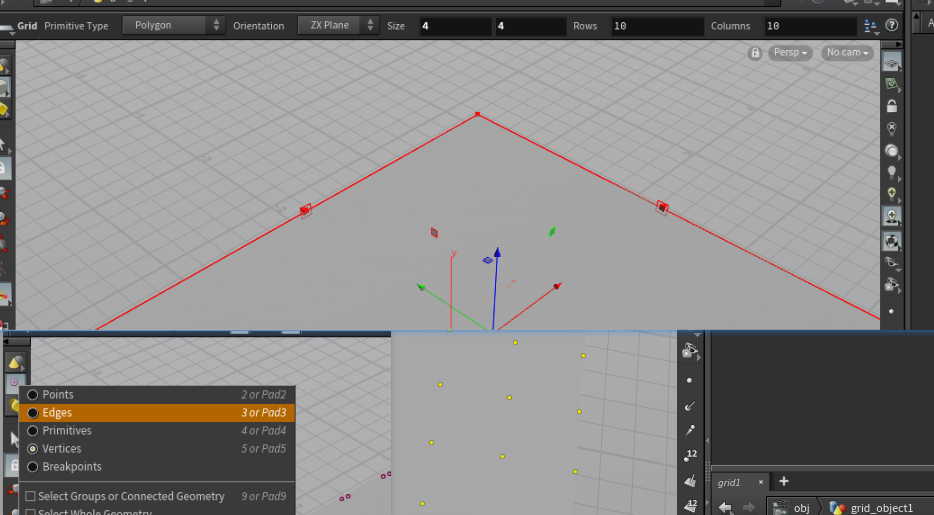 Grid Primitive Type Polygon Orientation ZX Plane Size 4 4 Rows 10 Columns 10
Persp No cam
y
Points 2 or Pad2
Edges 3 or Pad3
Primitives 4 or Pad4
Vertices 5 or Pad5
Breakpoints
Select Groups or Connected Geometry 9 or Pad9
Select Whole Geometry
12
12
grid1 × +
obj grid_object1